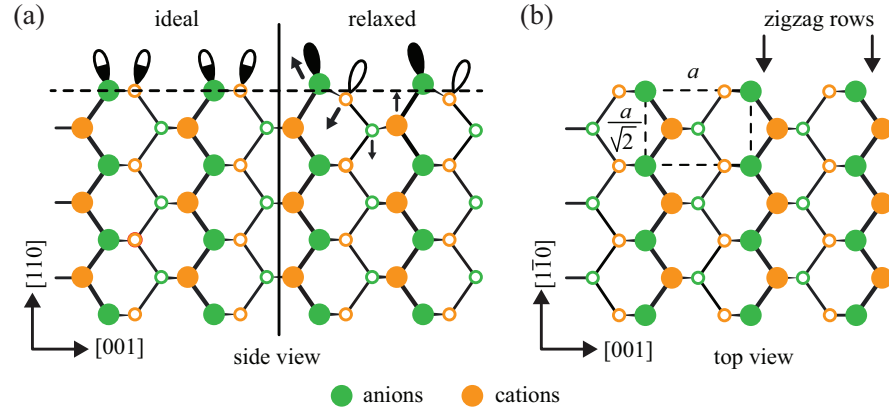 (a)
ideal
relaxed
[110]
[001]
side view
(b)
zigzag rows
a
a
√2
[11̄0]
[001]
top view
anions
cations